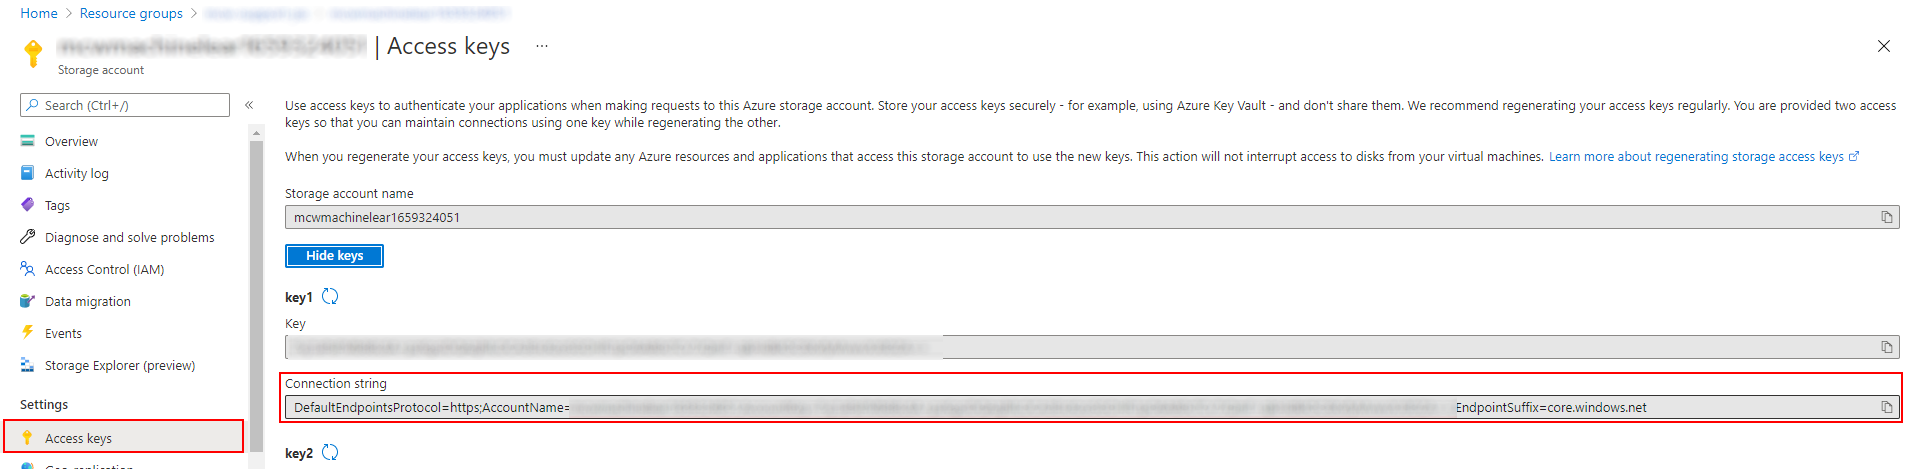 Home > Resource groups >
| Access keys ...
Storage account
Search (Ctrl+/)
Overview
Activity log
Tags
Diagnose and solve problems
Access Control (IAM)
Data migration
Events
Storage Explorer (preview)
Settings
Access keys
Geo-replication
Use access keys to authenticate your applications when making requests to this Azure storage account. Store your access keys securely - for example, using Azure Key Vault - and don't share them. We recommend regenerating your access keys regularly. You are provided two access
keys so that you can maintain connections using one key while regenerating the other.
When you regenerate your access keys, you must update any Azure resources and applications that access this storage account to use the new keys. This action will not interrupt access to disks from your virtual machines. Learn more about regenerating storage access keys
Storage account name
mcwmachinelear1659324051
Hide keys
key1
Key
Connection string
DefaultEndpointsProtocol=https;AccountName= EndpointSuffix=core.windows.net
key2